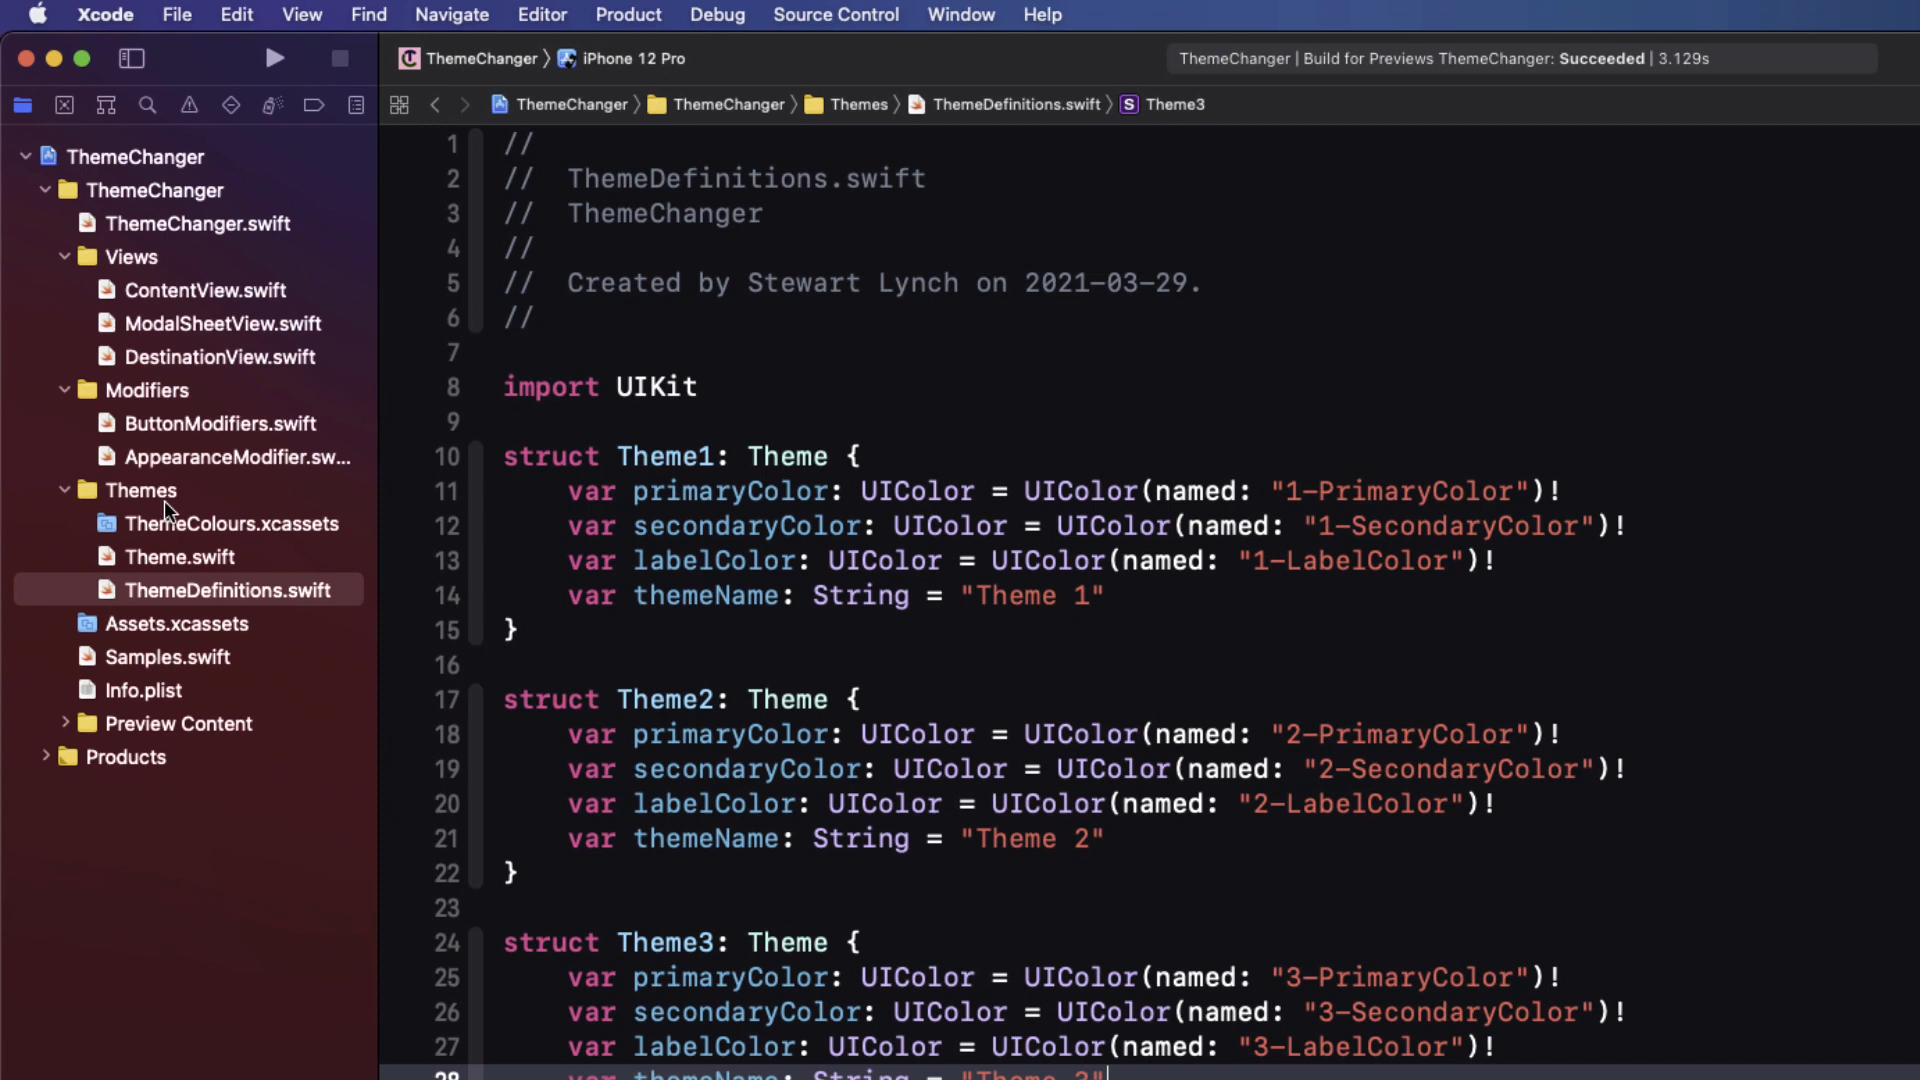 Xcode File Edit View Find Navigate Editor Product Debug Source Control Window Help
ThemeChanger 〉 iPhone 12 Pro
ThemeChanger | Build for Previews ThemeChanger: Succeeded | 3.129s
ThemeChanger 〉 ThemeChanger 〉 Themes 〉 ThemeDefinitions.swift 〉 S Theme3
ThemeChanger
ThemeChanger
ThemeChanger.swift
Views
ContentView.swift
ModalSheetView.swift
DestinationView.swift
Modifiers
ButtonModifiers.swift
AppearanceModifier.sw...
Themes
ThemeColours.xcassets
Theme.swift
ThemeDefinitions.swift
Assets.xcassets
Samples.swift
Info.plist
Preview Content
Products
1 //
2 //  ThemeDefinitions.swift
3 //  ThemeChanger
4 //
5 //  Created by Stewart Lynch on 2021-03-29.
6 //
7
8 import UIKit
9
10 struct Theme1: Theme {
11     var primaryColor: UIColor = UIColor(named: "1-PrimaryColor")!
12     var secondaryColor: UIColor = UIColor(named: "1-SecondaryColor")!
13     var labelColor: UIColor = UIColor(named: "1-LabelColor")!
14     var themeName: String = "Theme 1"
15 }
16
17 struct Theme2: Theme {
18     var primaryColor: UIColor = UIColor(named: "2-PrimaryColor")!
19     var secondaryColor: UIColor = UIColor(named: "2-SecondaryColor")!
20     var labelColor: UIColor = UIColor(named: "2-LabelColor")!
21     var themeName: String = "Theme 2"
22 }
23
24 struct Theme3: Theme {
25     var primaryColor: UIColor = UIColor(named: "3-PrimaryColor")!
26     var secondaryColor: UIColor = UIColor(named: "3-SecondaryColor")!
27     var labelColor: UIColor = UIColor(named: "3-LabelColor")!
28     var themeName: String = "Theme 3"